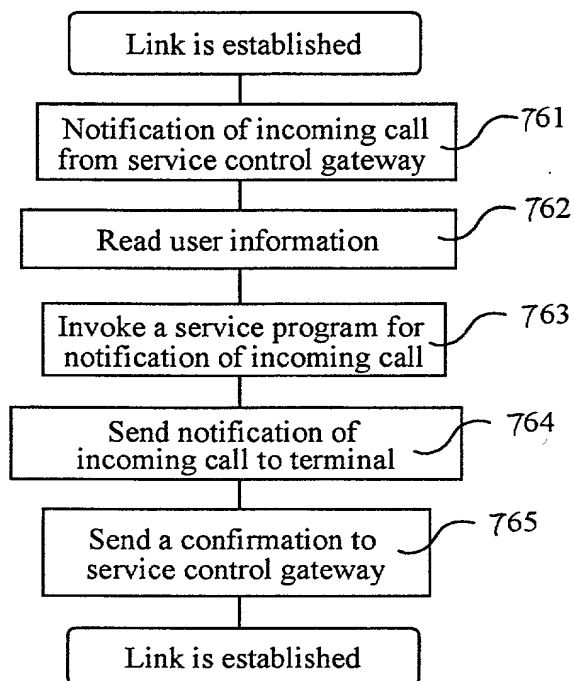 Link is established
Notification of incoming call
from service control gateway
761
Read user information
762
Invoke a service program for
notification of incoming call
763
Send notification of
incoming call to terminal
764
Send a confirmation to
service control gateway
765
Link is established